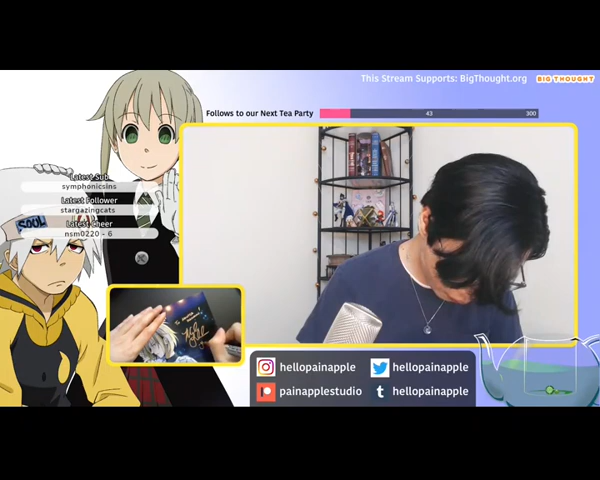 This Stream Supports: BigThought.org
BIG THOUGHT
Follows to our Next Tea Party
43
300
Latest Sub
symphonicsins
Latest Follower
stargazingcats
Latest Cheer
nsm0220 - 6
SOUL
hellopainapple
hellopainapple
painapplestudio
hellopainapple